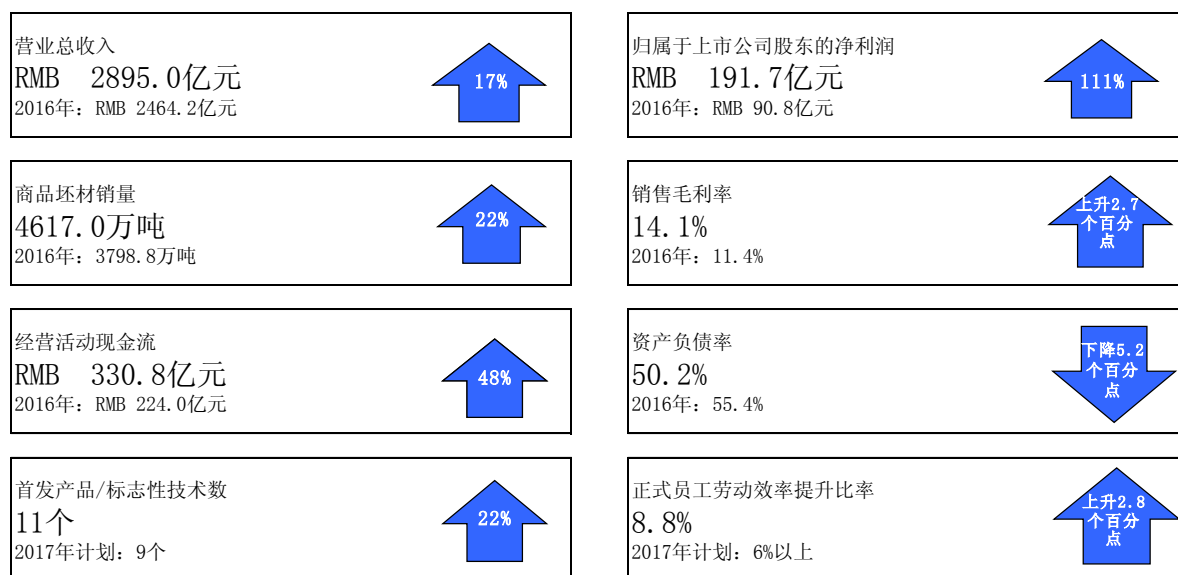 营业总收入
RMB 2895.0亿元
2016年：RMB 2464.2亿元
17%
归属于上市公司股东的净利润
RMB 191.7亿元
2016年：RMB 90.8亿元
111%
商品坯材销量
4617.0万吨
2016年：3798.8万吨
22%
销售毛利率
14.1%
2016年：11.4%
上升2.7
个百分
点
经营活动现金流
RMB 330.8亿元
2016年：RMB 224.0亿元
48%
资产负债率
50.2%
2016年：55.4%
下降5.2
个百分
点
首发产品/标志性技术数
11个
2017年计划：9个
22%
正式员工劳动效率提升比率
8.8%
2017年计划：6%以上
上升2.8
个百分
点